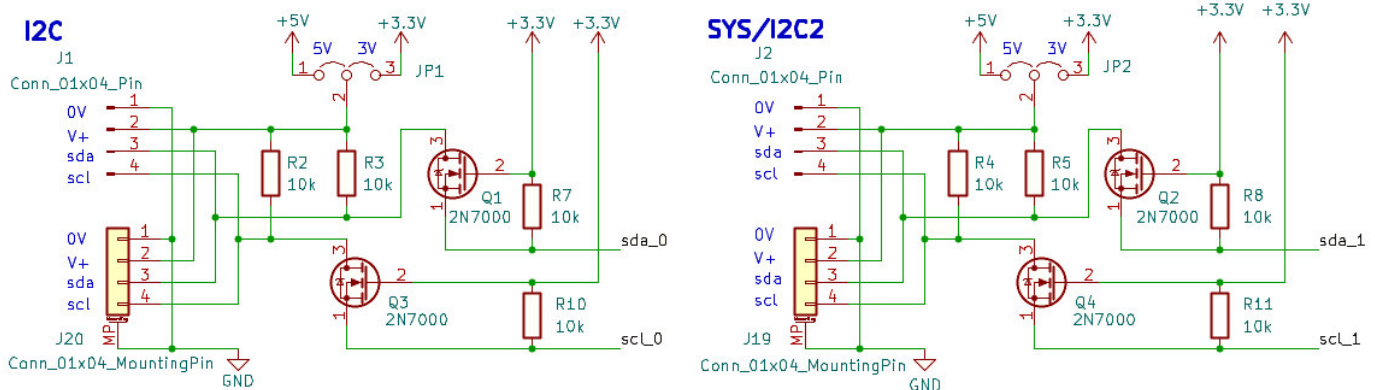 I2C
J1
Conn_01x04_Pin
+5V
+3.3V
+3.3V
+3.3V
5V
3V
1
3
2
JP1
0V
1
V+
2
sda
3
scl
4
R2
10k
R3
10k
3
2
1
Q1
2N7000
R7
10k
sda_0
0V
1
V+
2
sda
3
scl
4
MP
J20
Conn_01x04_MountingPin
GND
3
2
1
Q3
2N7000
R10
10k
scl_0
SYS/I2C2
J2
Conn_01x04_Pin
+5V
+3.3V
+3.3V
+3.3V
5V
3V
1
3
2
JP2
0V
1
V+
2
sda
3
scl
4
R4
10k
R5
10k
3
2
1
Q2
2N7000
R8
10k
sda_1
0V
1
V+
2
sda
3
scl
4
MP
J19
Conn_01x04_MountingPin
GND
3
2
1
Q4
2N7000
R11
10k
scl_1